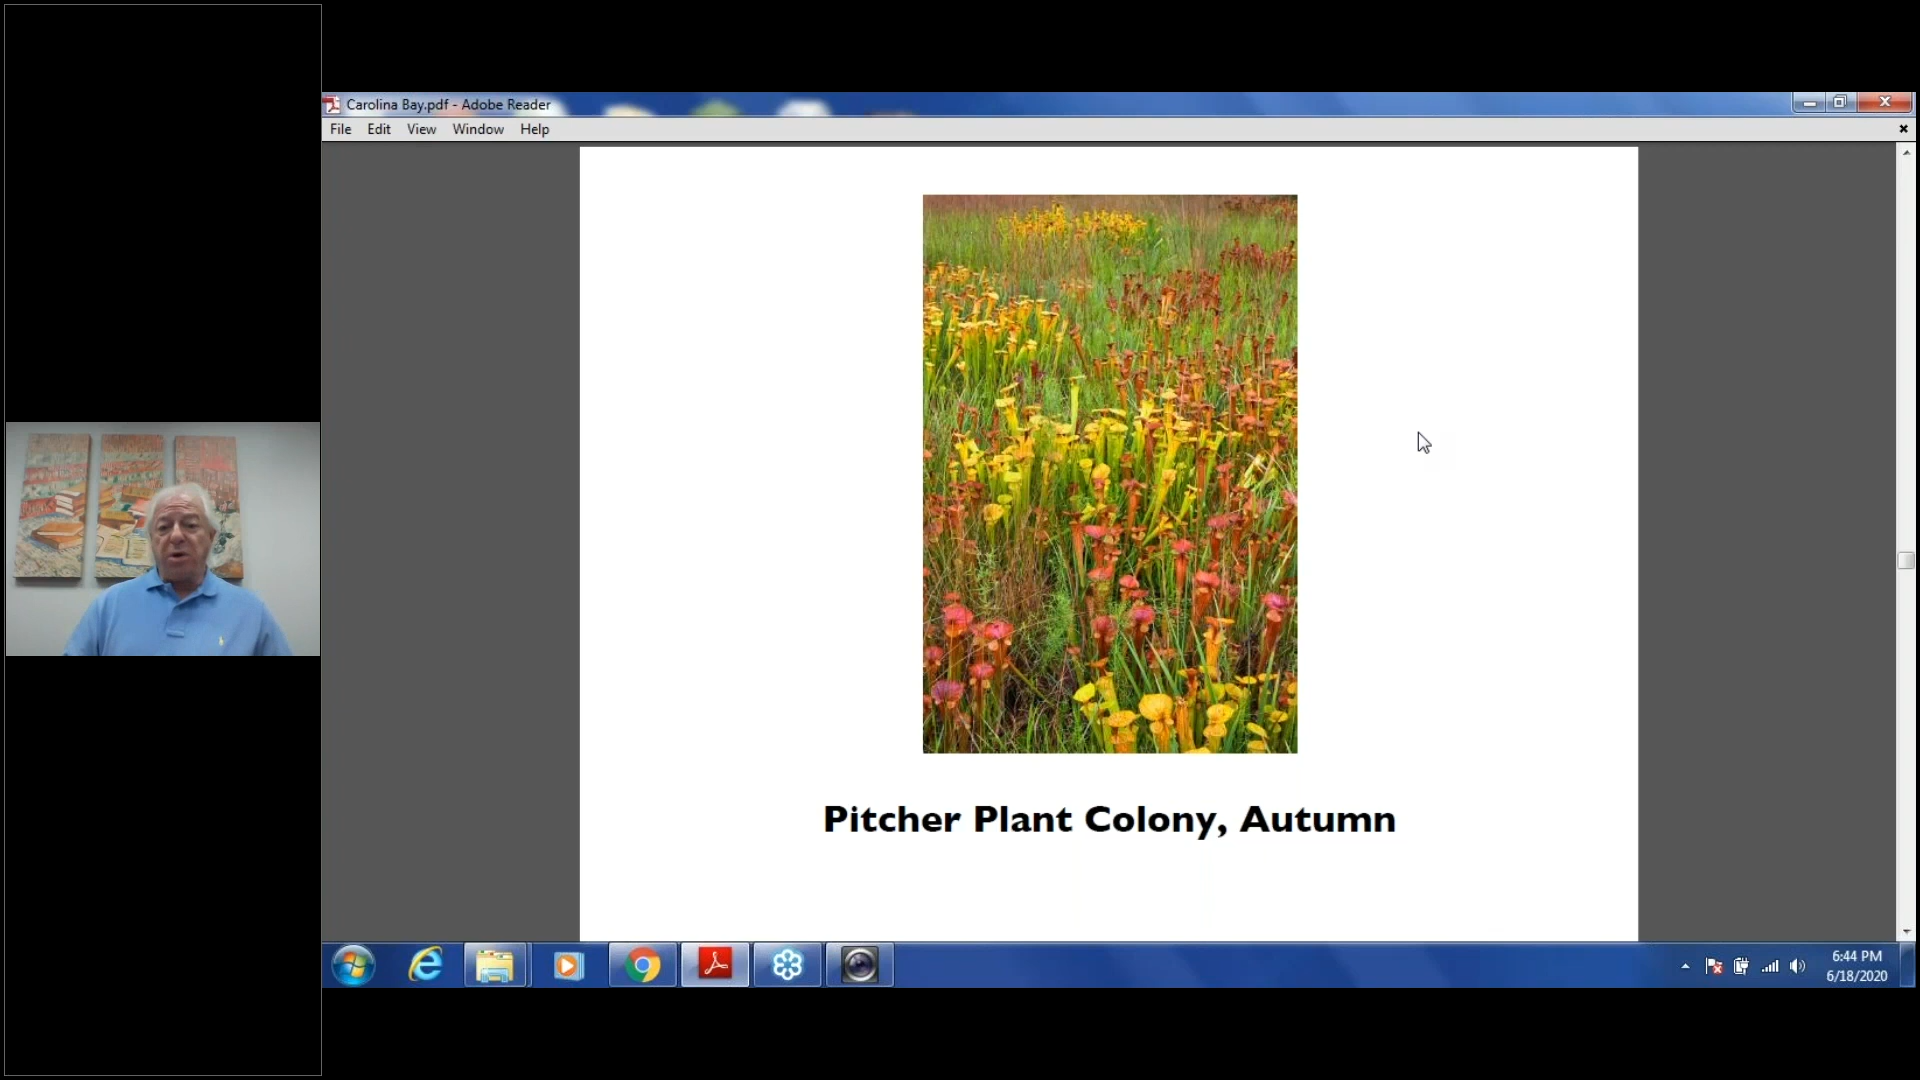 Carolina Bay.pdf - Adobe Reader
File Edit View Window Help
Pitcher Plant Colony, Autumn
6:44 PM
6/18/2020